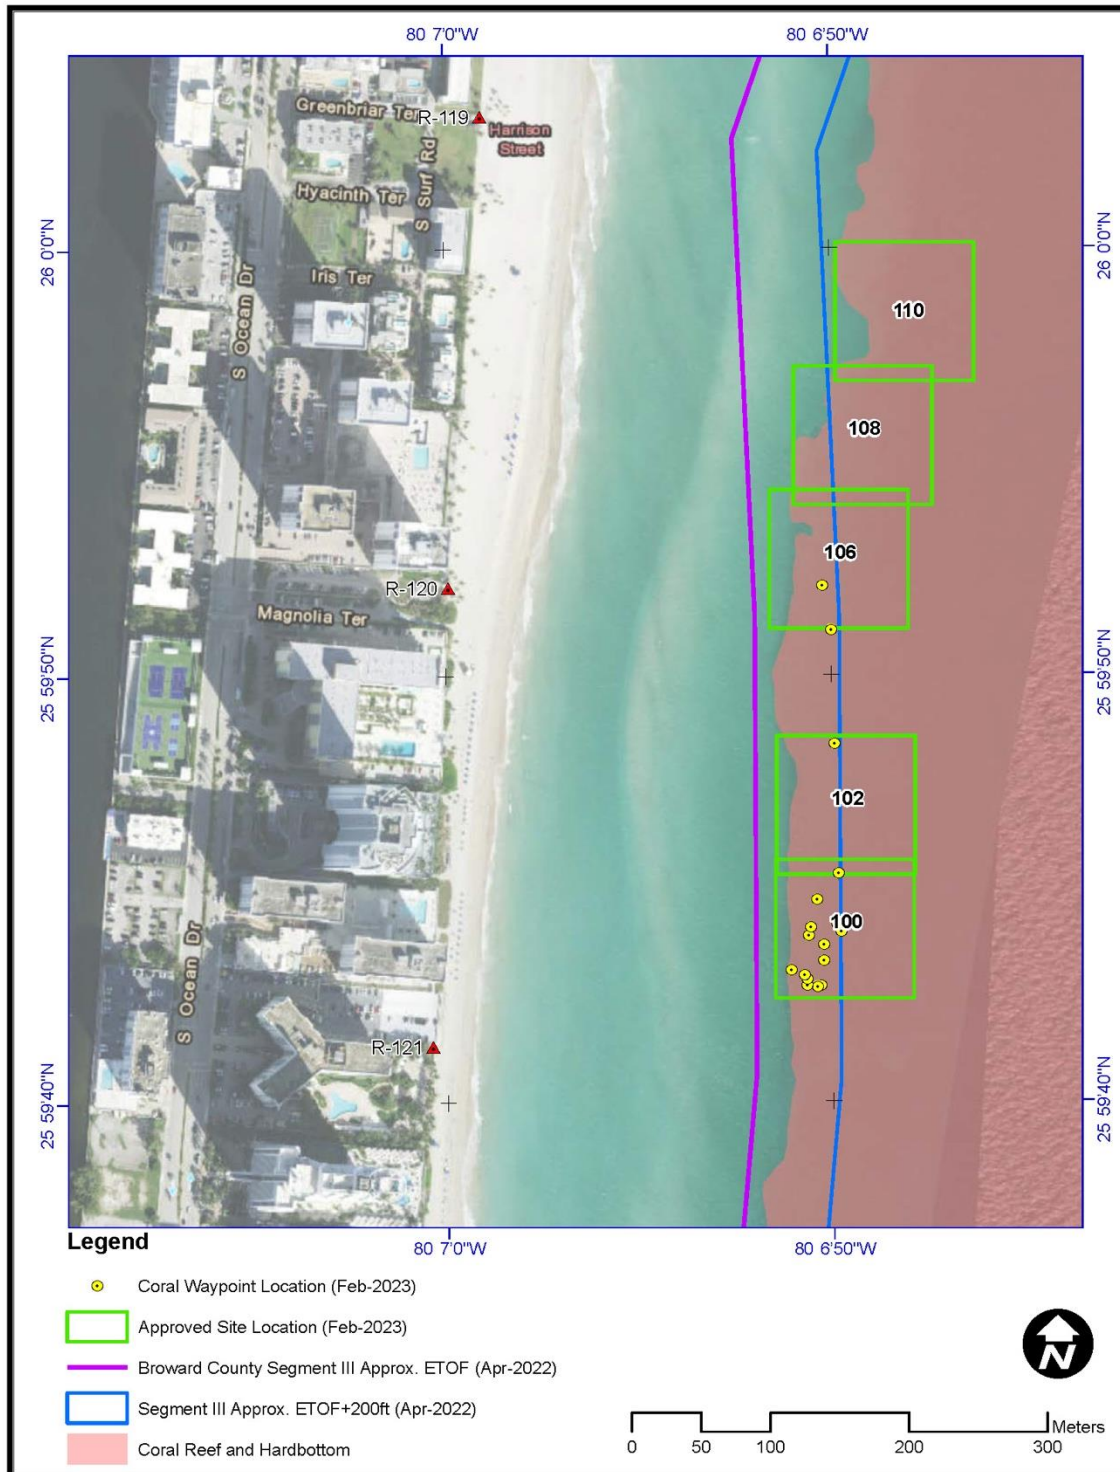 80 7'0"W
80 6'50"W
Greenbriar Ter
R-119
Harrison
Street
S Surf Rd
Hyacinth Ter
26 0'0"N
26 0'0"N
Iris Ter
S Ocean Dr
110
108
106
R-120
Magnolia Ter
25 59'50"N
25 59'50"N
102
100
S Ocean Dr
R-121
25 59'40"N
25 59'40"N
80 7'0"W
80 6'50"W
Legend
Coral Waypoint Location (Feb-2023)
Approved Site Location (Feb-2023)
Broward County Segment III Approx. ETOF (Apr-2022)
Segment III Approx. ETOF+200ft (Apr-2022)
Coral Reef and Hardbottom
N
Meters
0 50 100 200 300